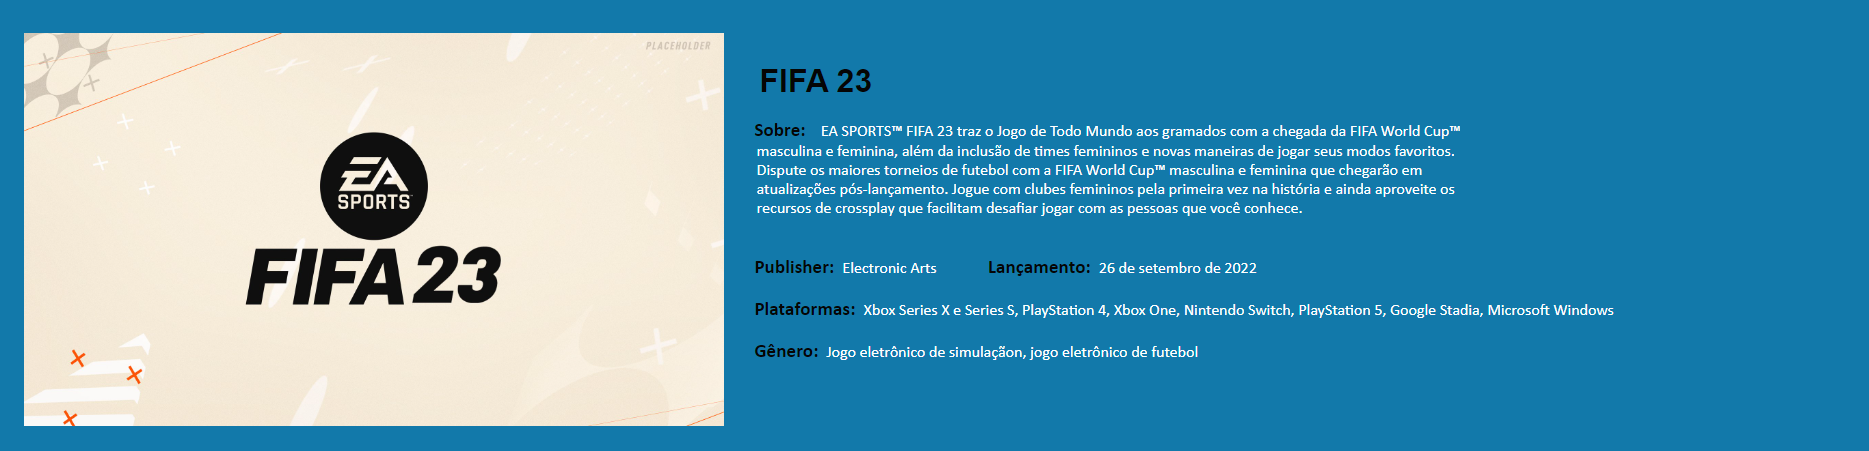 PLACEHOLDER
EA
SPORTS™
FIFA 23
FIFA 23
Sobre: EA SPORTS™ FIFA 23 traz o Jogo de Todo Mundo aos gramados com a chegada da FIFA World Cup™
masculina e feminina, além da inclusão de times femininos e novas maneiras de jogar seus modos favoritos.
Dispute os maiores torneios de futebol com a FIFA World Cup™ masculina e feminina que chegarão em
atualizações pós-lançamento. Jogue com clubes femininos pela primeira vez na história e ainda aproveite os
recursos de crossplay que facilitam desafiar jogar com as pessoas que você conhece.
Publisher: Electronic Arts Lançamento: 26 de setembro de 2022
Plataformas: Xbox Series X e Series S, PlayStation 4, Xbox One, Nintendo Switch, PlayStation 5, Google Stadia, Microsoft Windows
Gênero: Jogo eletrônico de simulaçãon, jogo eletrônico de futebol